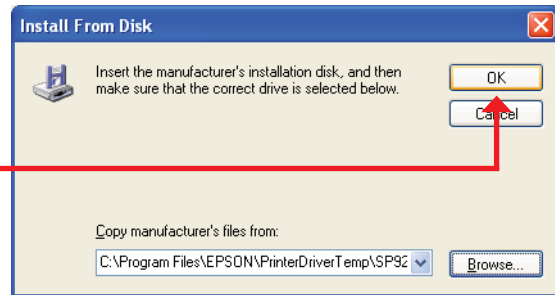 Install From Disk
Insert the manufacturer's installation disk, and then
make sure that the correct drive is selected below.
OK
Cancel
Copy manufacturer's files from:
C:\Program Files\EPSON\PrinterDriverTemp\SP92
Browse...